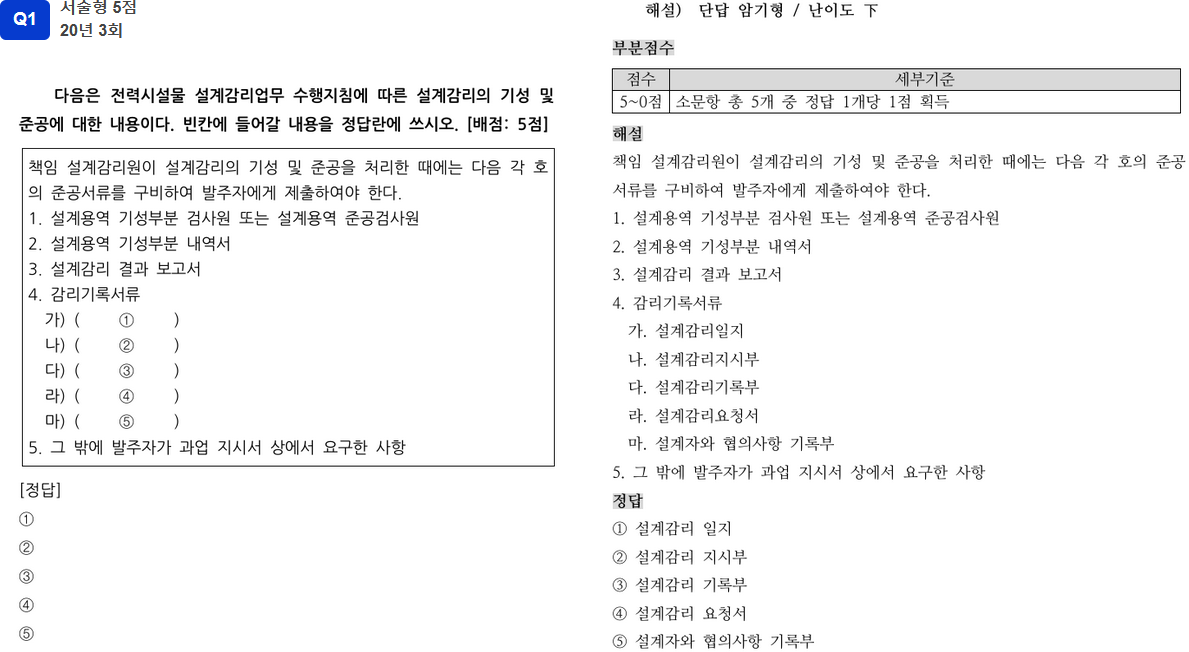 Q1
서술형 5점
20년 3회
다음은 전력시설물 설계감리업무 수행지침에 따른 설계감리의 기성 및
준공에 대한 내용이다. 빈칸에 들어갈 내용을 정답란에 쓰시오. [배점: 5점]
책임 설계감리원이 설계감리의 기성 및 준공을 처리한 때에는 다음 각 호
의 준공서류를 구비하여 발주자에게 제출하여야 한다.
1. 설계용역 기성부분 검사원 또는 설계용역 준공검사원
2. 설계용역 기성부분 내역서
3. 설계감리 결과 보고서
4. 감리기록서류
가) ( ① )
나) ( ② )
다) ( ③ )
라) ( ④ )
마) ( ⑤ )
5. 그 밖에 발주자가 과업 지시서 상에서 요구한 사항
[정답]
①
②
③
④
⑤
해설) 단답 암기형 / 난이도 下
부분점수
점수 세부기준
5~0점 소문항 총 5개 중 정답 1개당 1점 획득
해설
책임 설계감리원이 설계감리의 기성 및 준공을 처리한 때에는 다음 각 호의 준공
서류를 구비하여 발주자에게 제출하여야 한다.
1. 설계용역 기성부분 검사원 또는 설계용역 준공검사원
2. 설계용역 기성부분 내역서
3. 설계감리 결과 보고서
4. 감리기록서류
가. 설계감리일지
나. 설계감리지시부
다. 설계감리기록부
라. 설계감리요청서
마. 설계자와 협의사항 기록부
5. 그 밖에 발주자가 과업 지시서 상에서 요구한 사항
정답
① 설계감리 일지
② 설계감리 지시부
③ 설계감리 기록부
④ 설계감리 요청서
⑤ 설계자와 협의사항 기록부